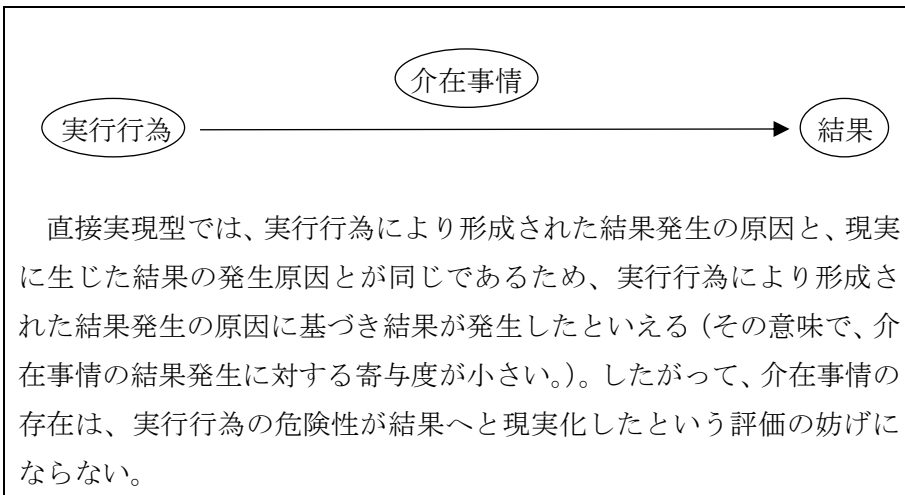 介在事情
実行行為
結果
直接実現型では、実行行為により形成された結果発生の原因と、現実
に生じた結果の発生原因とが同じであるため、実行行為により形成さ
れた結果発生の原因に基づき結果が発生したといえる（その意味で、介
在事情の結果発生に対する寄与度が小さい。）。したがって、介在事情の
存在は、実行行為の危険性が結果へと現実化したという評価の妨げに
ならない。